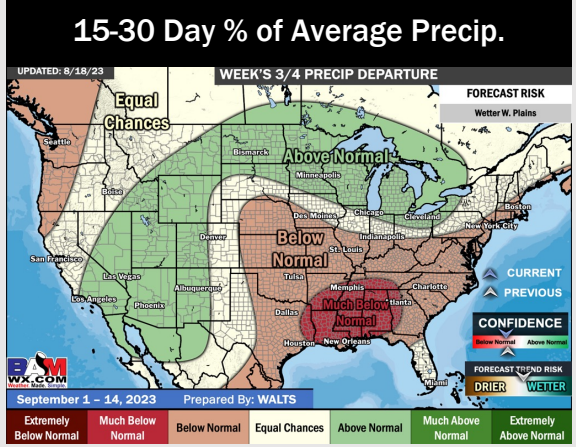 15-30 Day % of Average Precip.
UPDATED: 8/18/23
WEEK'S 3/4 PRECIP DEPARTURE
FORECAST RISK
Wetter W. Plains
Equal
Chances
Seattle
Bismarck
Above Normal
Minneapolis
Boise
Boston
Des Moines
Chicago
Cleveland
New York City
Denver
Below
Normal
Indianapolis
St. Louis
San Francisco
Las Vegas
Tulsa
CURRENT
Albuquerque
Memphis
Charlotte
PREVIOUS
Los Angeles
Phoenix
Much Below
Normal
Atlanta
Dallas
CONFIDENCE
Houston
New Orleans
Below Normal
Above Normal
BAM
WX.COM
Weather. Made. Simple.
FORECAST TREND RISK
DRIER
WETTER
Miami
September 1 – 14, 2023
Prepared By: WALTS
Extremely
Below Normal
Much Below
Normal
Below Normal
Equal Chances
Above Normal
Much Above
Normal
Extremely
Above Normal